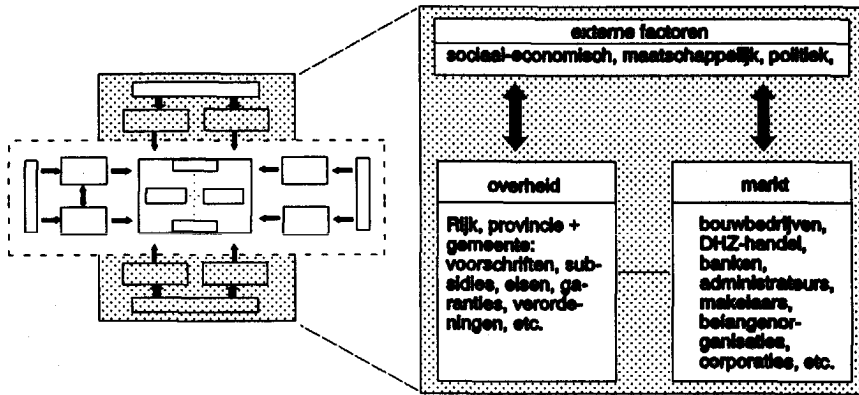 externe factoren
sociaal-economisch, maatschappelijk, politiek,
overheid
Rijk, provincie +
gemeente:
voorschriften, sub-
sidies, eisen, ga-
ranties, verorde-
ningen, etc.
markt
bouwbedrijven,
DHZ-handel,
banken,
administrateurs,
makelaars,
belangenor-
ganisaties,
corporaties, etc.